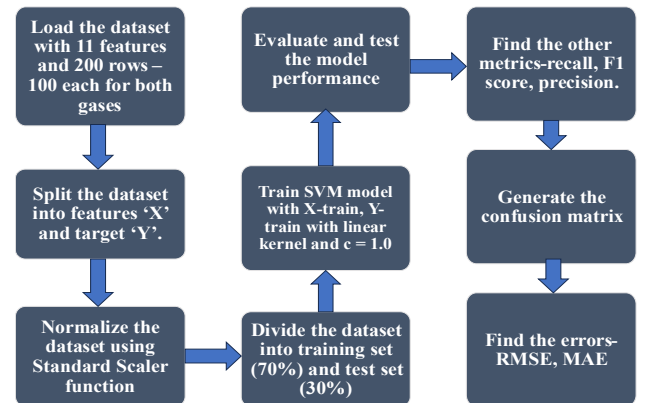 Load the dataset
with 11 features
and 200 rows –
100 each for both
gases
Split the dataset
into features ‘X’
and target ‘Y’.
Normalize the
dataset using
Standard Scaler
function
Divide the dataset
into training set
(70%) and test set
(30%)
Train SVM model
with X-train, Y-
train with linear
kernel and c = 1.0
Evaluate and test
the model
performance
Find the other
metrics-recall, F1
score, precision.
Generate the
confusion matrix
Find the errors-
RMSE, MAE